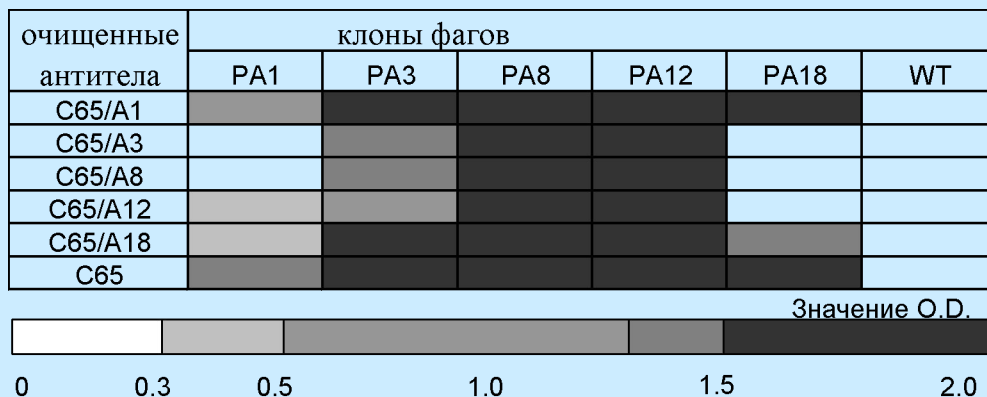 очищенные антитела клоны фагов
PA1 PA3 PA8 PA12 PA18 WT
C65/A1
C65/A3
C65/A8
C65/A12
C65/A18
C65
Значение O.D.
0 0.3 0.5 1.0 1.5 2.0